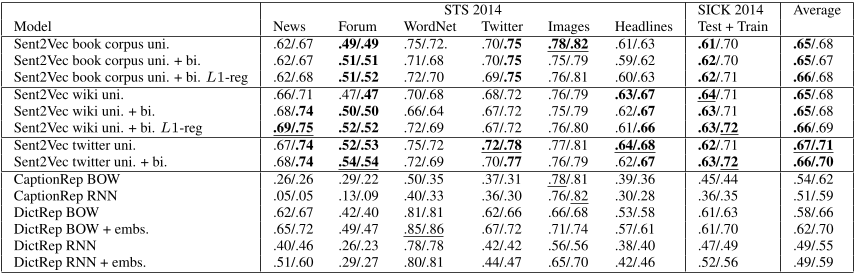 STS 2014 SICK 2014 Average
Model News Forum WordNet Twitter Images Headlines Test + Train
Sent2Vec book corpus uni. .62/.67 .49/.49 .75/.72. .70/.75 .78/.82 .61/.63 .61/.70 .65/.68
Sent2Vec book corpus uni. + bi. .62/.67 .51/.51 .71/.68 .70/.75 .75/.79 .59/.62 .62/.70 .65/.67
Sent2Vec book corpus uni. + bi. L1-reg .62/.68 .51/.52 .72/.70 .69/.75 .76/.81 .60/.63 .62/.71 .66/.68
Sent2Vec wiki uni. .66/.71 .47/.47 .70/.68 .68/.72 .76/.79 .63/.67 .64/.71 .65/.68
Sent2Vec wiki uni. + bi. .68/.74 .50/.50 .66/.64 .67/.72 .75/.79 .62/.67 .63/.71 .65/.68
Sent2Vec wiki uni. + bi. L1-reg .69/.75 .52/.52 .72/.69 .67/.72 .76/.80 .61/.66 .63/.72 .66/.69
Sent2Vec twitter uni. .67/.74 .52/.53 .75/.72 .72/.78 .77/.81 .64/.68 .62/.71 .67/.71
Sent2Vec twitter uni. + bi. .68/.74 .54/.54 .72/.69 .70/.77 .76/.79 .62/.67 .63/.72 .66/.70
CaptionRep BOW .26/.26 .29/.22 .50/.35 .37/.31 .78/.81 .39/.36 .45/.44 .54/.62
CaptionRep RNN .05/.05 .13/.09 .40/.33 .36/.30 .76/.82 .30/.28 .36/.35 .51/.59
DictRep BOW .62/.67 .42/.40 .81/.81 .62/.66 .66/.68 .53/.58 .61/.63 .58/.66
DictRep BOW + embs. .65/.72 .49/.47 .85/.86 .67/.72 .71/.74 .57/.61 .61/.70 .62/.70
DictRep RNN .40/.46 .26/.23 .78/.78 .42/.42 .56/.56 .38/.40 .47/.49 .49/.55
DictRep RNN + embs. .51/.60 .29/.27 .80/.81 .44/.47 .65/.70 .42/.46 .52/.56 .49/.59